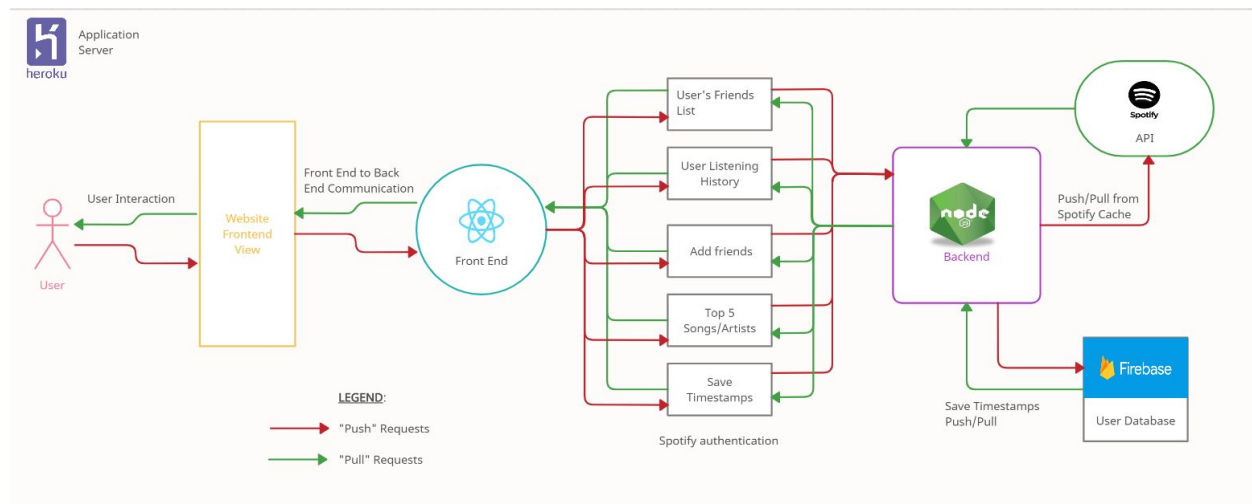 Application
Server
heroku
User Interaction
User
Website
Frontend
View
Front End to Back
End Communication
Front End
User's Friends
List
User Listening
History
Add friends
Top 5
Songs/Artists
Save
Timestamps
Spotify authentication
node
JS
Backend
Spotify
API
Push/Pull from
Spotify Cache
Firebase
User Database
Save Timestamps
Push/Pull
LEGEND:
"Push" Requests
"Pull" Requests